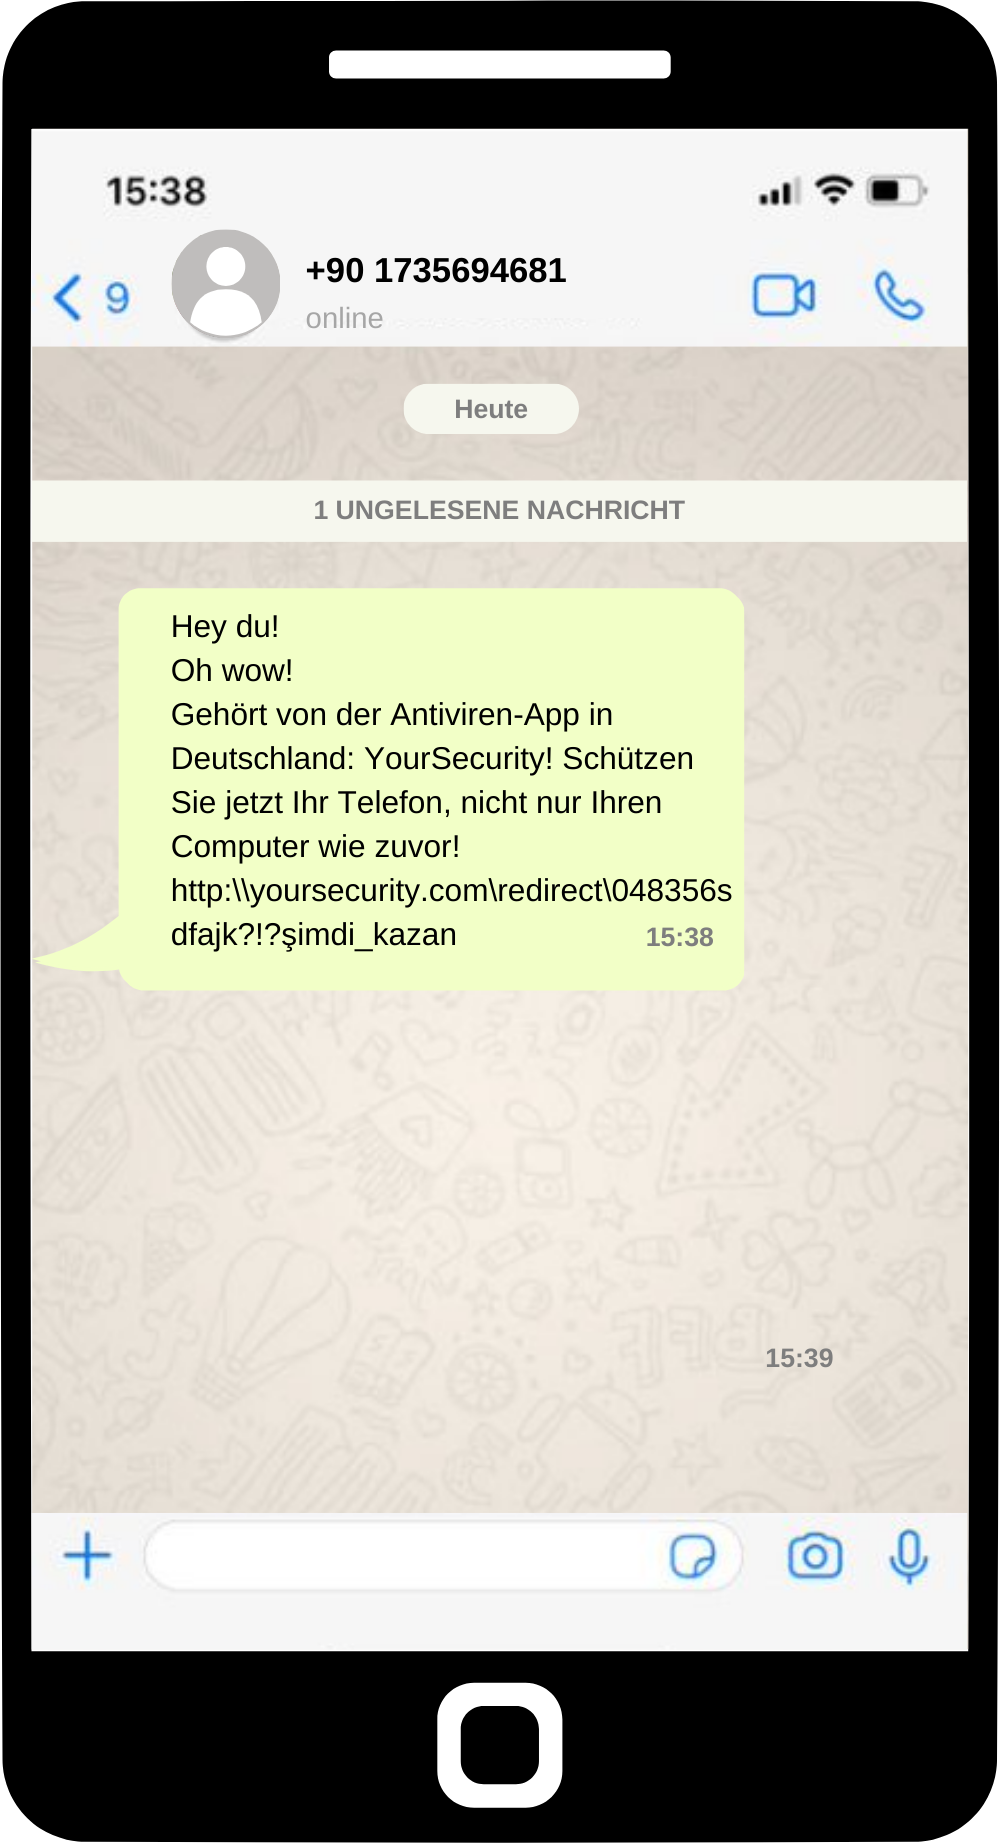 15:38
9
+90 1735694681
online
Heute
1 UNGELESENE NACHRICHT
Hey du!
Oh wow!
Gehört von der Antiviren-App in
Deutschland: YourSecurity! Schützen
Sie jetzt Ihr Telefon, nicht nur Ihren
Computer wie zuvor!
http:\\yoursecurity.com\redirect\048356s
dfajk?!?şimdi_kazan
15:38
15:39